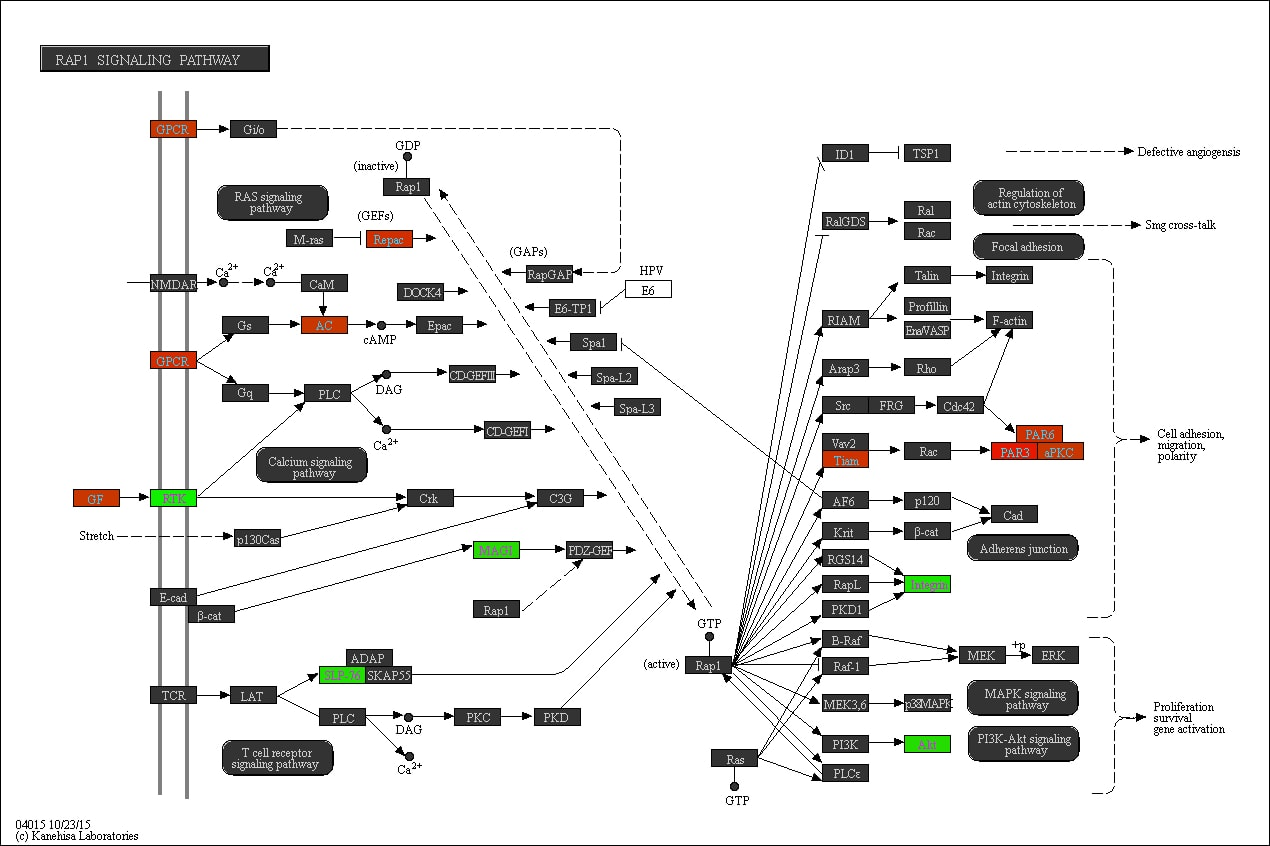 RAP1 SIGNALING PATHWAY
GPCR
Gi/o
GDP
(inactive)
Rap1
RAS signaling
pathway
(GEFs)
M-ras
Repac
(GAPs)
RapGAP
HPV
E6
E6-TP1
NMDAR
Ca2+
Ca2+
CaM
DOCK4
Gs
AC
cAMP
Epac
Spa1
GPCR
Gq
PLC
DAG
CD-GEFIII
Spa-L2
Spa-L3
Ca2+
CD-GEFI
Calcium signaling
pathway
GF
RTK
Crk
C3G
Stretch
p130Cas
MAGI
PDZ-GEF
E-cad
β-cat
Rap1
GTP
(active)
Rap1
ADAP
SLP-76
SKAP55
TCR
LAT
PLC
DAG
PKC
PKD
Ca2+
T cell receptor
signaling pathway
Ras
GTP
ID1
TSP1
Defective angiogensis
Regulation of
actin cytoskeleton
RalGDS
Ral
Rac
Smg cross-talk
Focal adhesion
Talin
Integrin
RIAM
Profillin
Ena/VASP
F-actin
Arap3
Rho
Src
FRG
Cdc42
PAR6
Vav2
Tiam
Rac
PAR3
aPKC
Cell adhesion,
migration,
polarity
AF6
p120
Cad
Krit
β-cat
Adherens junction
RGS14
RapL
Integrin
PKD1
B-Raf
Raf-1
MEK
+p
ERK
MEK3,6
p38MAPK
MAPK signaling
pathway
Proliferation
survival
gene activation
PI3K
Akt
PI3K-Akt signaling
pathway
PLCε
04015 10/23/15
(c) Kanehisa Laboratories